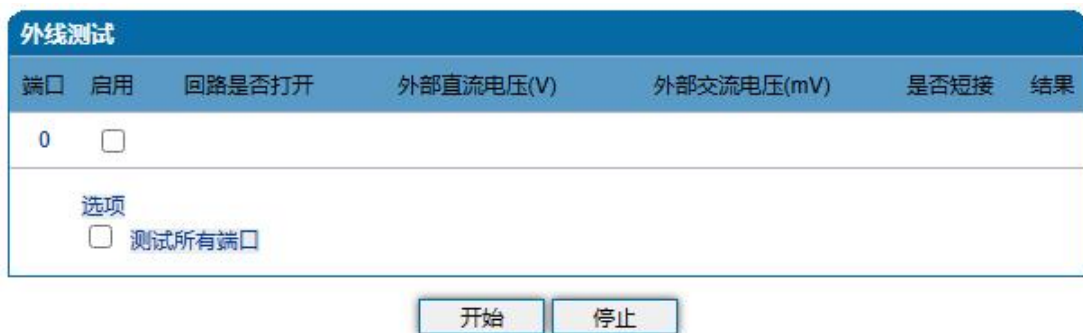 外线测试
端口 启用 回路是否打开 外部直流电压(V) 外部交流电压(mV) 是否短接 结果
0
选项
测试所有端口
开始 停止